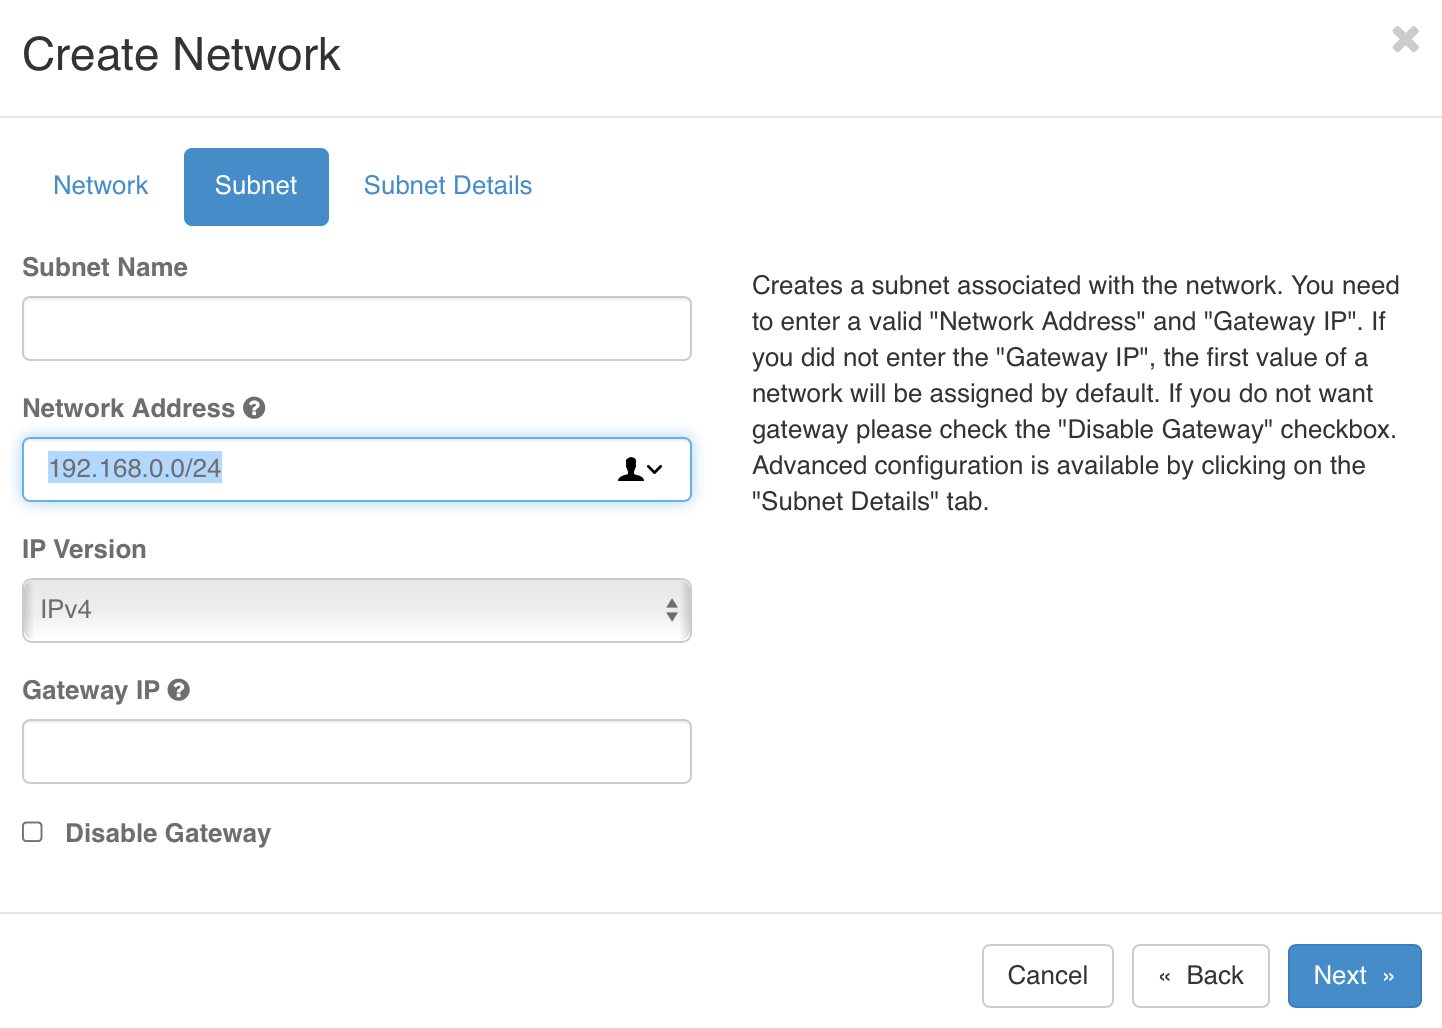 Create Network
Network Subnet Subnet Details
Subnet Name
Network Address
192.168.0.0/24
IP Version
IPv4
Gateway IP
Disable Gateway
Creates a subnet associated with the network. You need
to enter a valid "Network Address" and "Gateway IP". If
you did not enter the "Gateway IP", the first value of a
network will be assigned by default. If you do not want
gateway please check the "Disable Gateway" checkbox.
Advanced configuration is available by clicking on the
"Subnet Details" tab.
Cancel « Back Next »